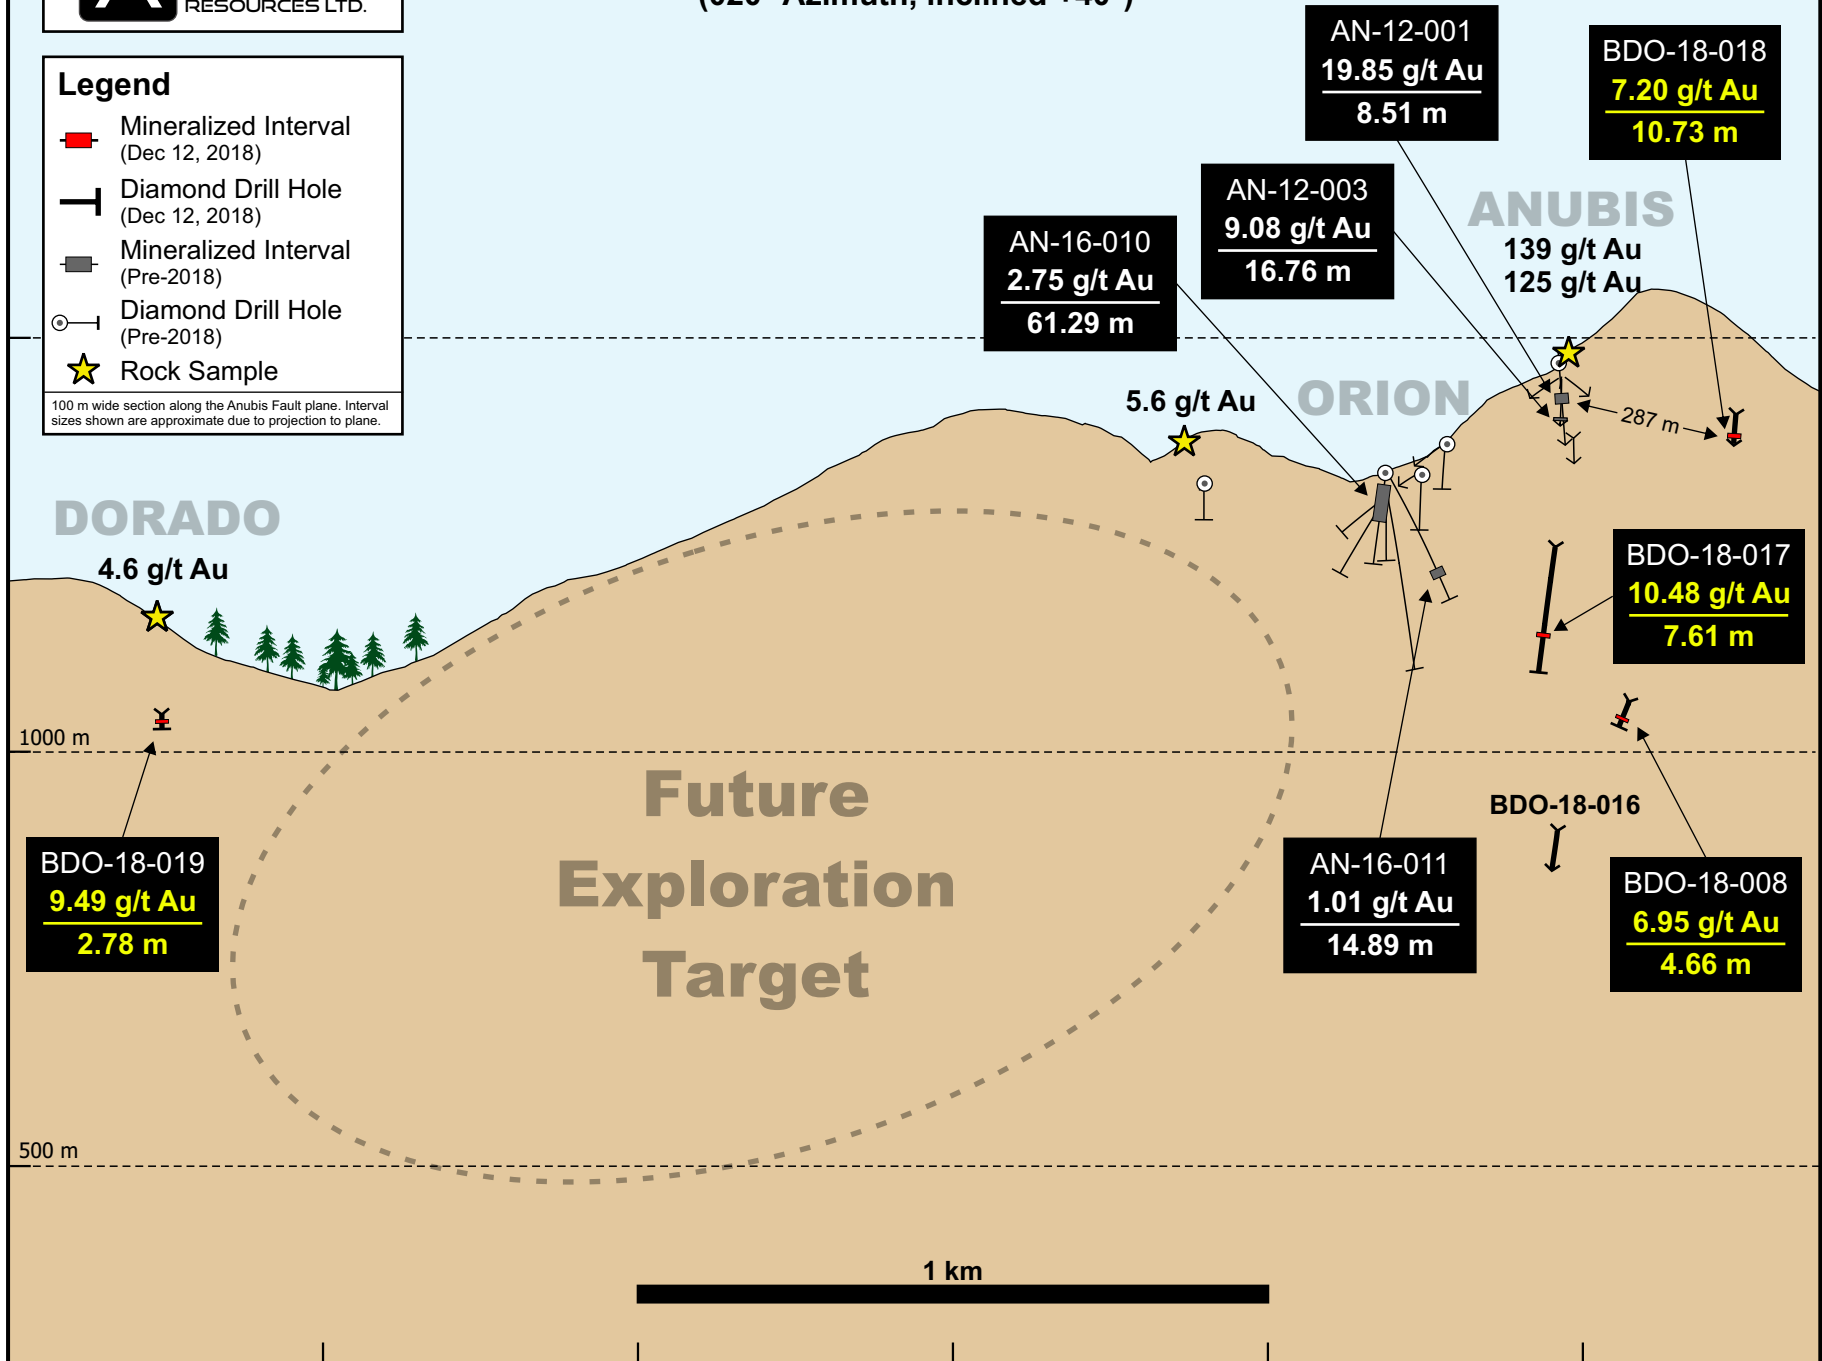 RESOURCES LTD.
Legend
Mineralized Interval
(Dec 12, 2018)
Diamond Drill Hole
(Dec 12, 2018)
Mineralized Interval
(Pre-2018)
Diamond Drill Hole
(Pre-2018)
Rock Sample
100 m wide section along the Anubis Fault plane. Interval
sizes shown are approximate due to projection to plane.
AN-12-001
19.85 g/t Au
8.51 m
BDO-18-018
7.20 g/t Au
10.73 m
AN-12-003
9.08 g/t Au
16.76 m
AN-16-010
2.75 g/t Au
61.29 m
ANUBIS
139 g/t Au
125 g/t Au
5.6 g/t Au
ORION
287 m
DORADO
4.6 g/t Au
BDO-18-017
10.48 g/t Au
7.61 m
1000 m
Future
Exploration
Target
BDO-18-016
BDO-18-019
9.49 g/t Au
2.78 m
AN-16-011
1.01 g/t Au
14.89 m
BDO-18-008
6.95 g/t Au
4.66 m
500 m
1 km